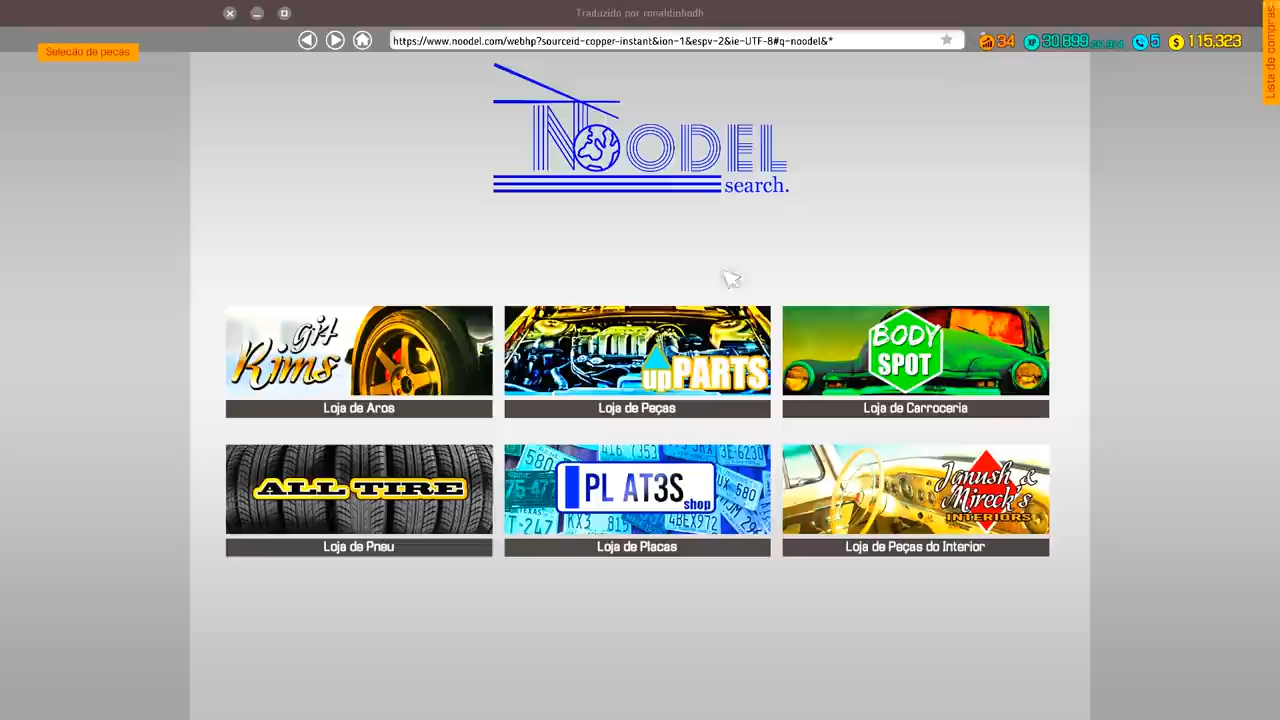 Traduzido por ronaldinhodh
Seleção de peças
https://www.noodel.com/webhp?sourceid-copper-instant&ion-1&espv-2&ie-UTF-8#q-noodel&*
34
XP 30,899
5
$ 115,323
Lista de compras
NOODEL
search.
git Rims
upPARTS
BODY SPOT
Loja de Aros
Loja de Peças
Loja de Carroceria
ALL TIRE
PL AT3S
shop
Janush & Mireck's
INTERIORS
Loja de Pneu
Loja de Placas
Loja de Peças do Interior